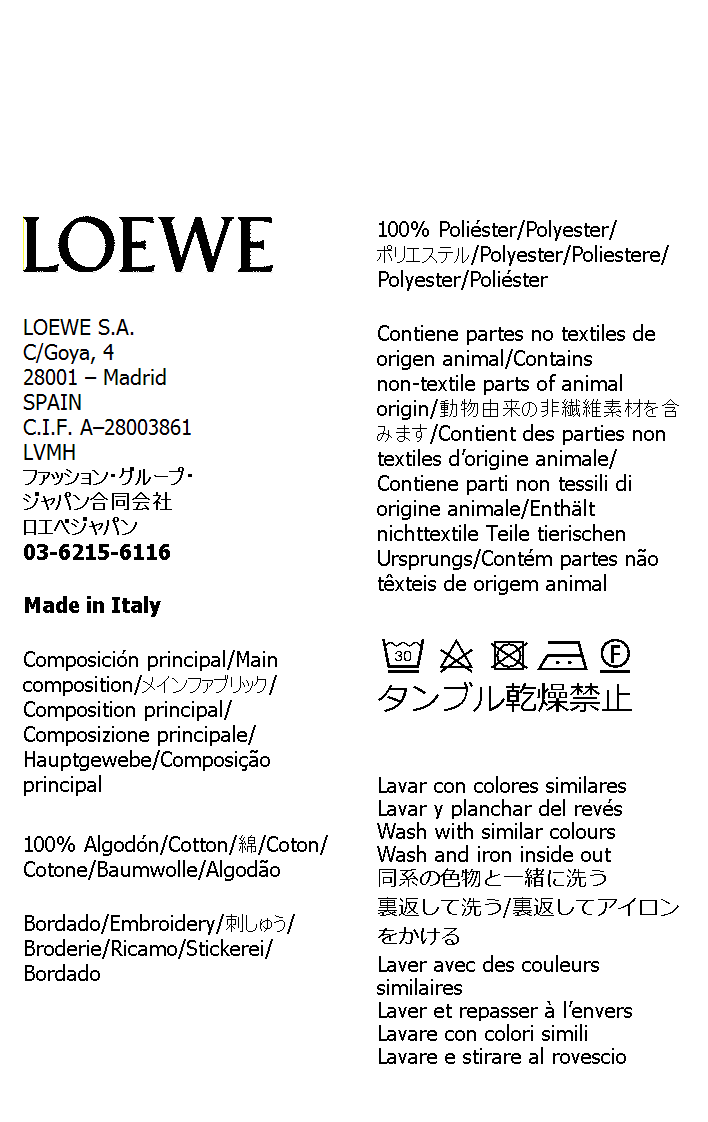 LOEWE
LOEWE S.A.
C/Goya, 4
28001 – Madrid
SPAIN
C.I.F. A–28003861
LVMH
ファッション・グループ・
ジャパン合同会社
ロエベジャパン
03-6215-6116
Made in Italy
Composición principal/Main
composition/メインファブリック/
Composition principal/
Composizione principale/
Hauptgewebe/Composição
principal
100% Algodón/Cotton/綿/Coton/
Cotone/Baumwolle/Algodão
Bordado/Embroidery/刺しゅう/
Broderie/Ricamo/Stickerei/
Bordado
100% Poliéster/Polyester/
ポリエステル/Polyester/Poliestere/
Polyester/Poliéster
Contiene partes no textiles de
origen animal/Contains
non-textile parts of animal
origin/動物由来の非繊維素材を含
みます/Contient des parties non
textiles d’origine animale/
Contiene parti non tessili di
origine animale/Enthält
nichttextile Teile tierischen
Ursprungs/Contém partes não
têxteis de origem animal
30 F
タンブル乾燥禁止
Lavar con colores similares
Lavar y planchar del revés
Wash with similar colours
Wash and iron inside out
同系の色物と一緒に洗う
裏返して洗う/裏返してアイロン
をかける
Laver avec des couleurs
similaires
Laver et repasser à l’envers
Lavare con colori simili
Lavare e stirare al rovescio